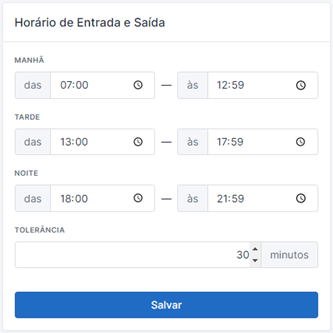 Horário de Entrada e Saída
MANHÃ
das 07:00 — às 12:59
TARDE
das 13:00 — às 17:59
NOITE
das 18:00 — às 21:59
TOLERÂNCIA
30 minutos
Salvar